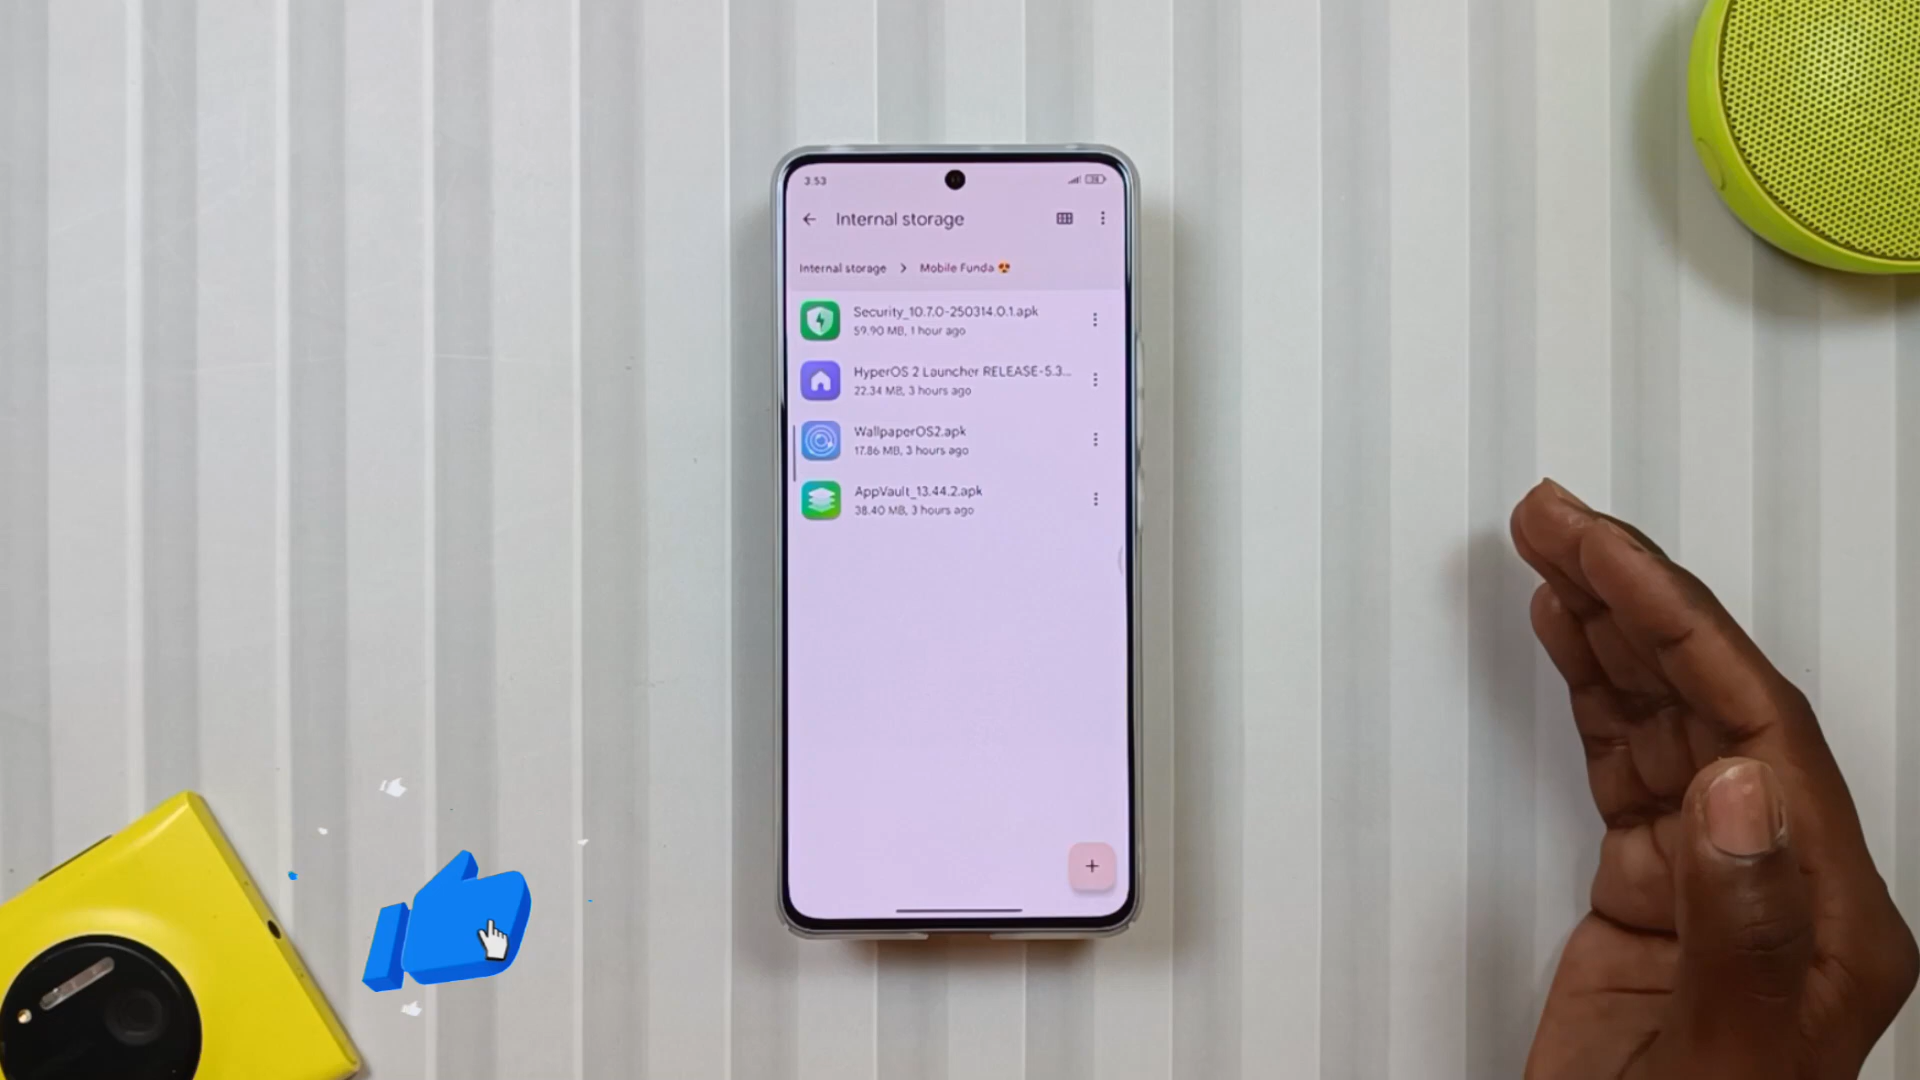 3.53
Internal storage
Internal storage > Mobile Funda 😍
Security_10.7.0-250314.0.1.apk
59.90 MB, 1 hour ago
HyperOS 2 Launcher RELEASE-5.3...
22.34 MB, 3 hours ago
WallpaperOS2.apk
17.86 MB, 3 hours ago
AppVault_13.44.2.apk
38.40 MB, 3 hours ago